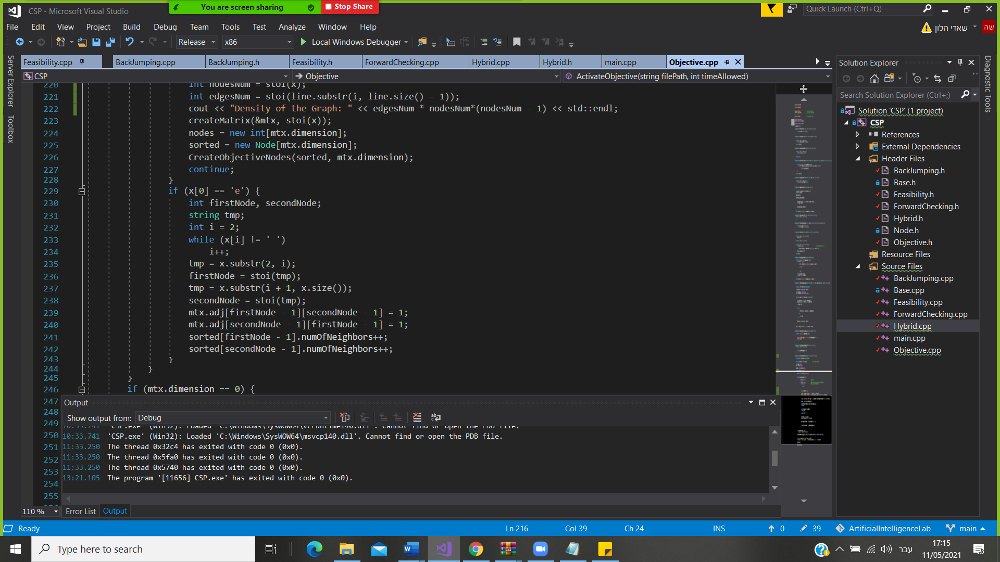 You are screen sharing
Stop Share
CSP - Microsoft Visual Studio
Quick Launch (Ctrl+Q)
File Edit View Project Build Debug Team Tools Test Analyze Window Help
שאדי הלון
שה
Release x86 Local Windows Debugger
Server Explorer
Toolbox
Feasibility.cpp BackJumping.cpp BackJumping.h Feasibility.h ForwardChecking.cpp Hybrid.cpp Hybrid.h main.cpp Objective.cpp
CSP Objective ActivateObjective(string filePath, int timeAllowed)
220 int nodesNum = stoi(x);
221 int edgesNum = stoi(line.substr(i, line.size() - 1));
222 cout << "Density of the Graph: " << edgesNum * nodesNum*(nodesNum - 1) << std::endl;
223 createMatrix(&mtx, stoi(x));
224 nodes = new int[mtx.dimension];
225 sorted = new Node[mtx.dimension];
226 CreateObjectiveNodes(sorted, mtx.dimension);
227 continue;
228 }
229 if (x[0] == 'e') {
230 int firstNode, secondNode;
231 string tmp;
232 int i = 2;
233 while (x[i] != ' ')
234 i++;
235 tmp = x.substr(2, i);
236 firstNode = stoi(tmp);
237 tmp = x.substr(i + 1, x.size());
238 secondNode = stoi(tmp);
239 mtx.adj[firstNode - 1][secondNode - 1] = 1;
240 mtx.adj[secondNode - 1][firstNode - 1] = 1;
241 sorted[firstNode - 1].numOfNeighbors++;
242 sorted[secondNode - 1].numOfNeighbors++;
243 }
244 }
245 }
246 if (mtx.dimension == 0) {
247
248
249
250
251
252
253
254
255
Output
Show output from: Debug
10:33.741 'CSP.exe' (Win32): Loaded 'C:\Windows\SysWOW64\vcruntime140.dll'. Cannot find or open the PDB file.
10:33.741 'CSP.exe' (Win32): Loaded 'C:\Windows\SysWOW64\msvcp140.dll'. Cannot find or open the PDB file.
11:33.250 The thread 0x32c4 has exited with code 0 (0x0).
11:33.250 The thread 0x5fa0 has exited with code 0 (0x0).
11:33.250 The thread 0x5740 has exited with code 0 (0x0).
13:21.105 The program '[11656] CSP.exe' has exited with code 0 (0x0).
110 %
Error List Output
Solution Explorer
Search Solution Explorer (Ctrl+;)
Solution 'CSP' (1 project)
CSP
References
External Dependencies
Header Files
BackJumping.h
Base.h
Feasibility.h
ForwardChecking.h
Hybrid.h
Node.h
Objective.h
Resource Files
Source Files
BackJumping.cpp
Base.cpp
Feasibility.cpp
ForwardChecking.cpp
Hybrid.cpp
main.cpp
Objective.cpp
Diagnostic Tools
Ready Ln 216 Col 39 Ch 24 INS 0 39 ArtificialIntelligenceLab main
Type here to search
עבר
17:15
11/05/2021